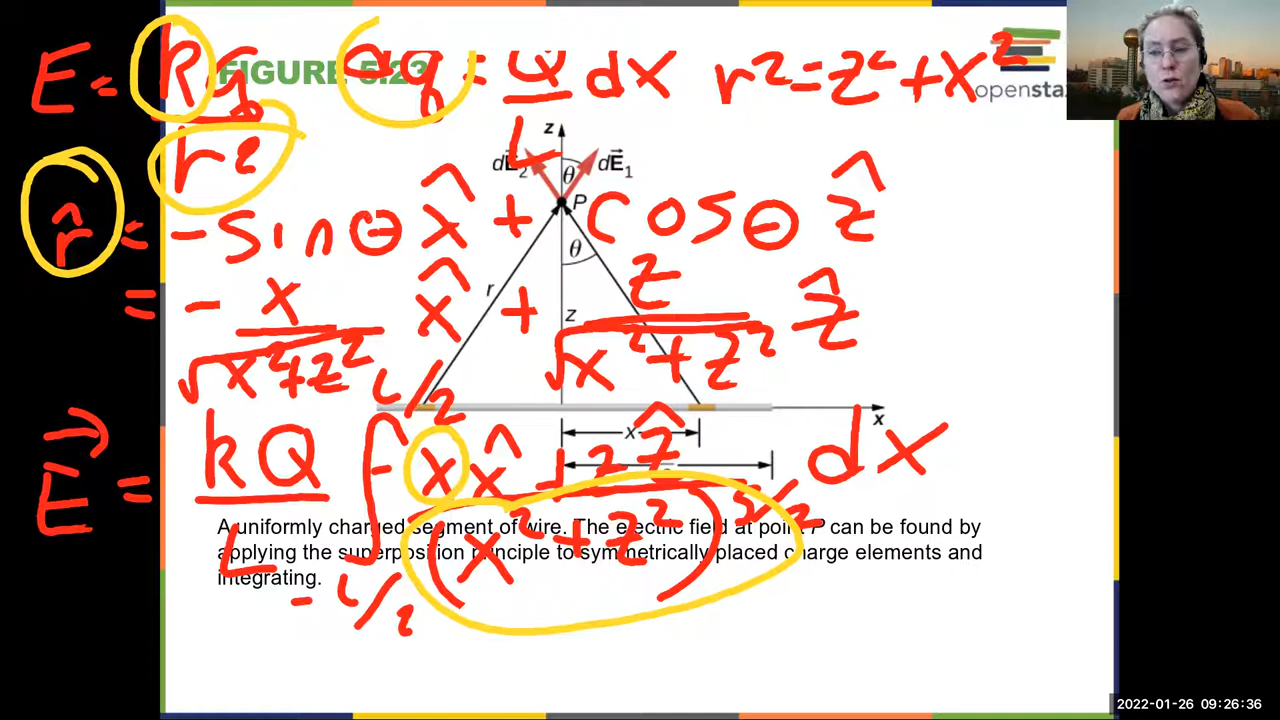 E = kq/r² dq = Q/L dx r² = z² + x²
FIGURE 5.23
openstax
z
dE⃗₂ θ dE⃗₁
P
r̂ = - sinθ x̂ + cosθ ẑ
θ
r
= - x/√(x²+z²) x̂ + z/√(x²+z²) ẑ
z
x
x
E⃗ = kQ/L ∫ from -L/2 to L/2 (-x x̂ + z ẑ)/(x² + z²)^3/2 dx
A uniformly charged segment of wire. The electric field at point P can be found by
applying the superposition principle to symmetrically placed charge elements and
integrating.
2022-01-26 09:26:36